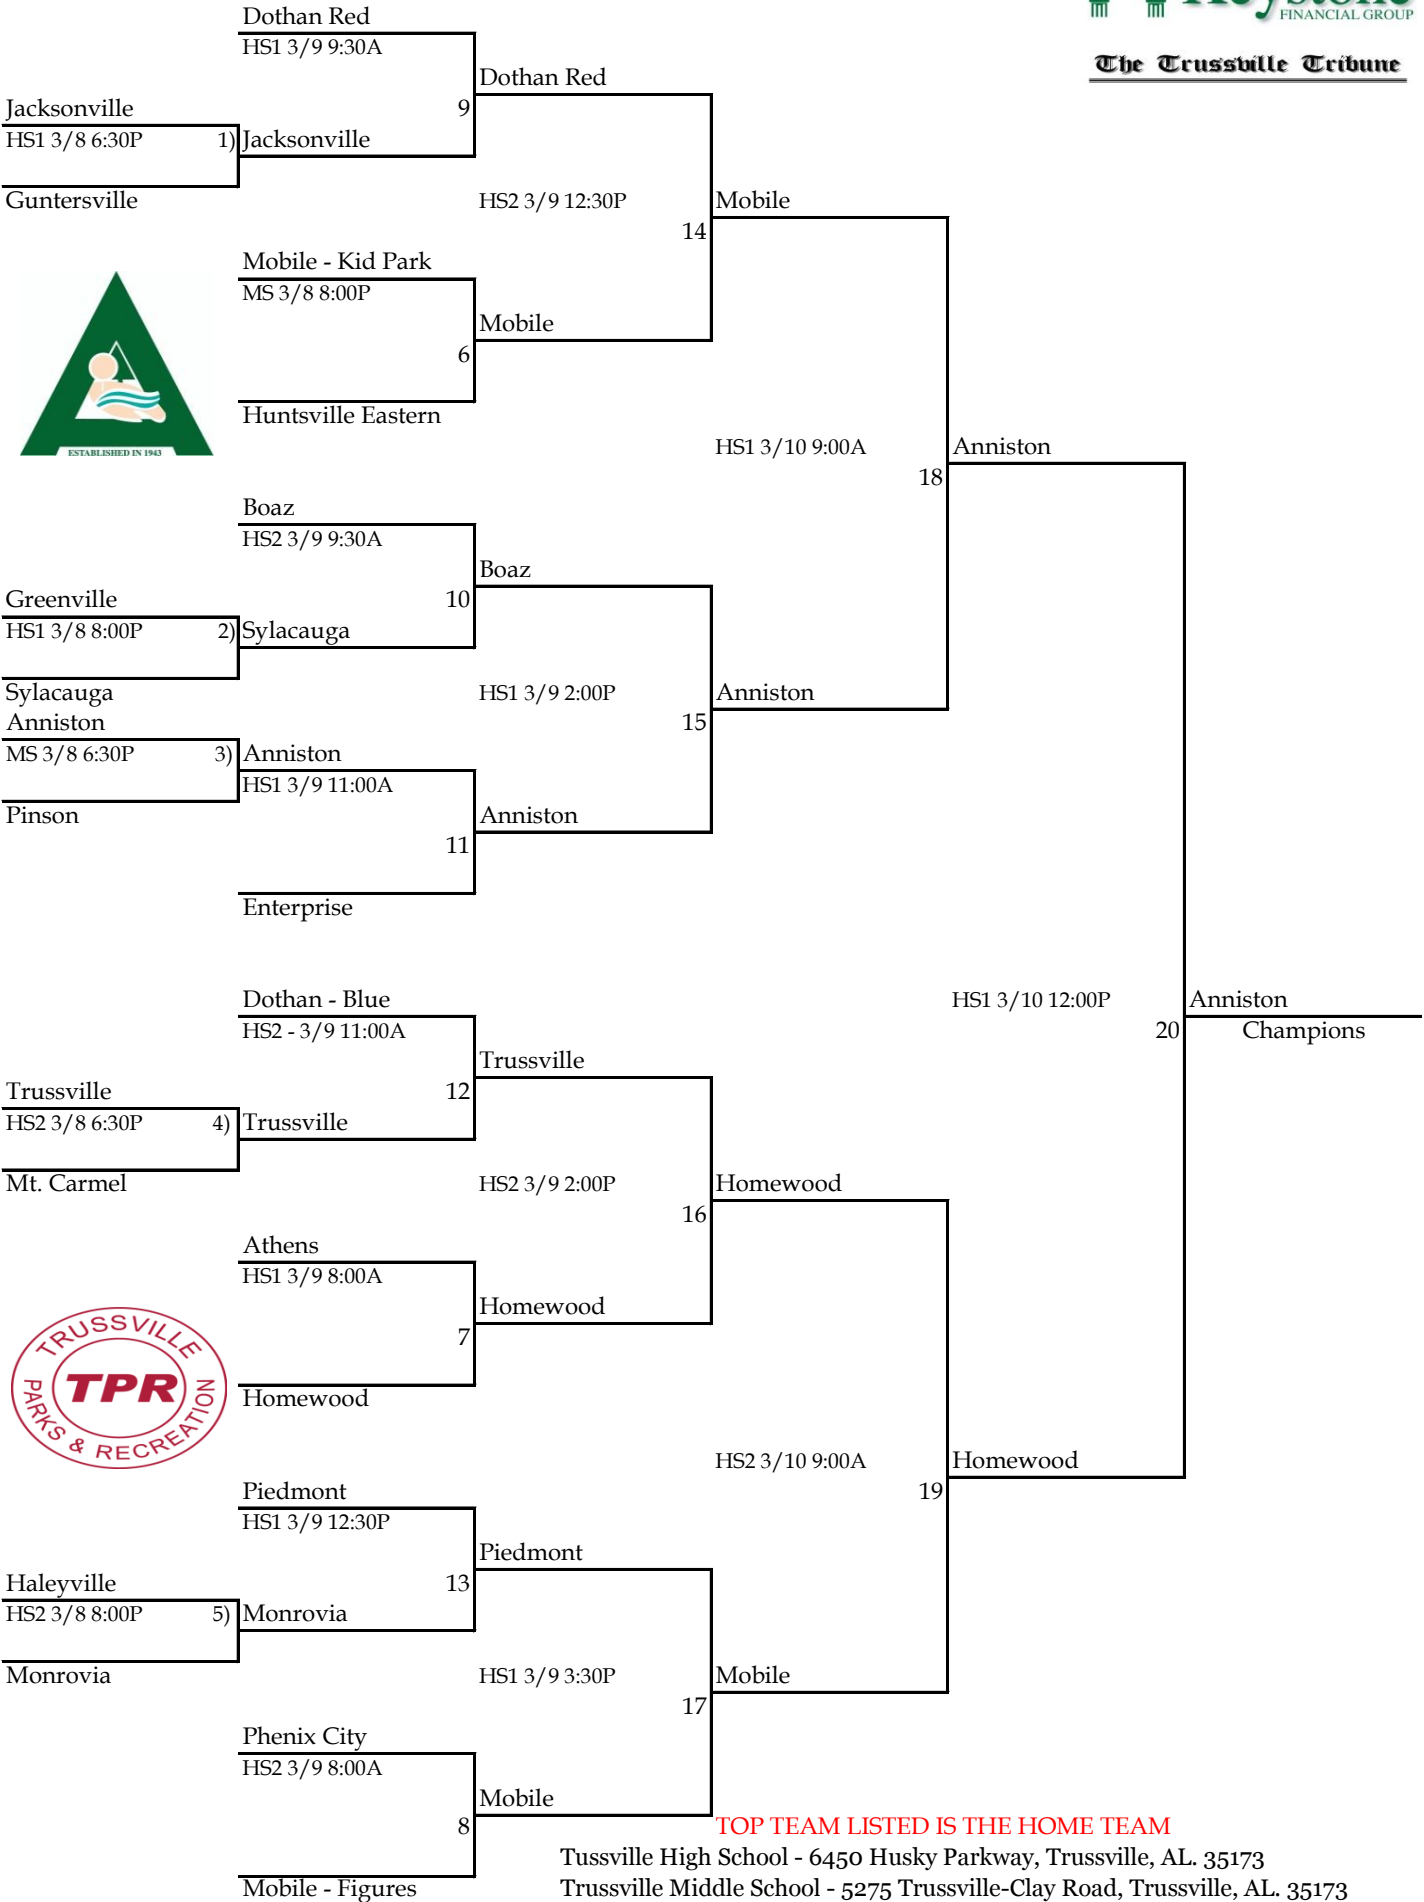 Keystone
FINANCIAL GROUP
The Trussville Tribune
Dothan Red
HS1 3/9 9:30A
Dothan Red
9
Jacksonville
HS1 3/8 6:30P 1) Jacksonville
Guntersville
HS2 3/9 12:30P Mobile
14
Mobile - Kid Park
MS 3/8 8:00P
Mobile
6
Huntsville Eastern
ESTABLISHED IN 1943
HS1 3/10 9:00A Anniston
18
Boaz
HS2 3/9 9:30A
Boaz
Greenville 10
HS1 3/8 8:00P 2) Sylacauga
Sylacauga
HS1 3/9 2:00P Anniston
15
Anniston
MS 3/8 6:30P 3) Anniston
HS1 3/9 11:00A
Pinson
Anniston
11
Enterprise
Dothan - Blue
HS2 - 3/9 11:00A
HS1 3/10 12:00P Anniston
20 Champions
Trussville
Trussville 12
HS2 3/8 6:30P 4) Trussville
Mt. Carmel
HS2 3/9 2:00P Homewood
16
Athens
HS1 3/9 8:00A
Homewood
7
Homewood
TRUSSVILLE
TPR
PARKS & RECREATION
HS2 3/10 9:00A Homewood
19
Piedmont
HS1 3/9 12:30P
Piedmont
Haleyville 13
HS2 3/8 8:00P 5) Monrovia
Monrovia
HS1 3/9 3:30P Mobile
17
Phenix City
HS2 3/9 8:00A
Mobile
8
Mobile - Figures
TOP TEAM LISTED IS THE HOME TEAM
Tussville High School - 6450 Husky Parkway, Trussville, AL. 35173
Trussville Middle School - 5275 Trussville-Clay Road, Trussville, AL. 35173